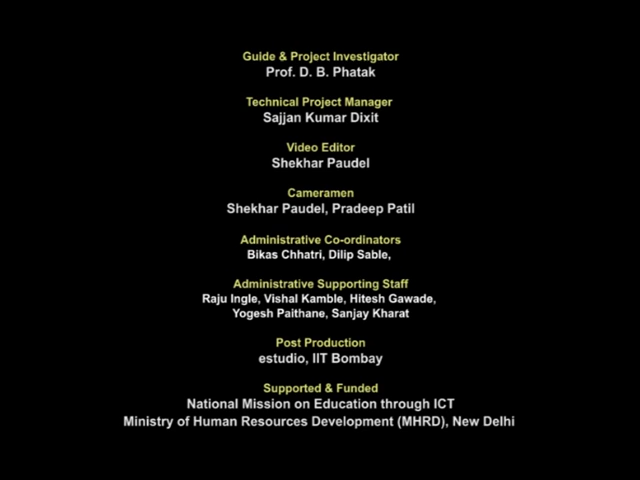 Guide & Project Investigator
Prof. D. B. Phatak
Technical Project Manager
Sajjan Kumar Dixit
Video Editor
Shekhar Paudel
Cameramen
Shekhar Paudel, Pradeep Patil
Administrative Co-ordinators
Bikas Chhatri, Dilip Sable,
Administrative Supporting Staff
Raju Ingle, Vishal Kamble, Hitesh Gawade,
Yogesh Paithane, Sanjay Kharat
Post Production
estudio, IIT Bombay
Supported & Funded
National Mission on Education through ICT
Ministry of Human Resources Development (MHRD), New Delhi